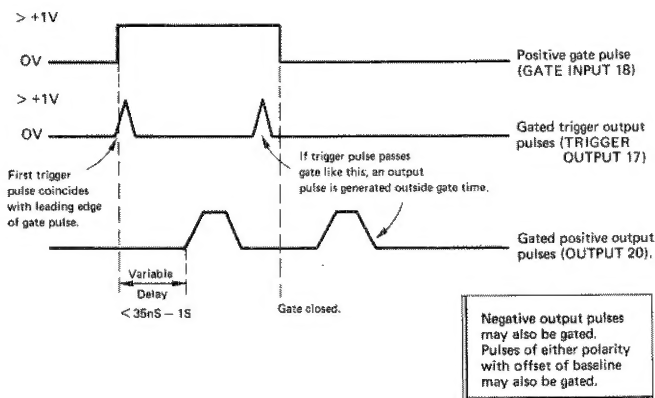 > +1V
OV
Positive gate pulse
(GATE INPUT 18)
> +1V
OV
Gated trigger output
pulses (TRIGGER
OUTPUT 17)
First trigger
pulse coincides
with leading edge
of gate pulse.
If trigger pulse passes
gate like this, an output
pulse is generated outside gate time.
Gated positive output
pulses (OUTPUT 20).
Variable
Delay
< 35nS – 1S
Gate closed.
Negative output pulses
may also be gated.
Pulses of either polarity
with offset of baseline
may also be gated.